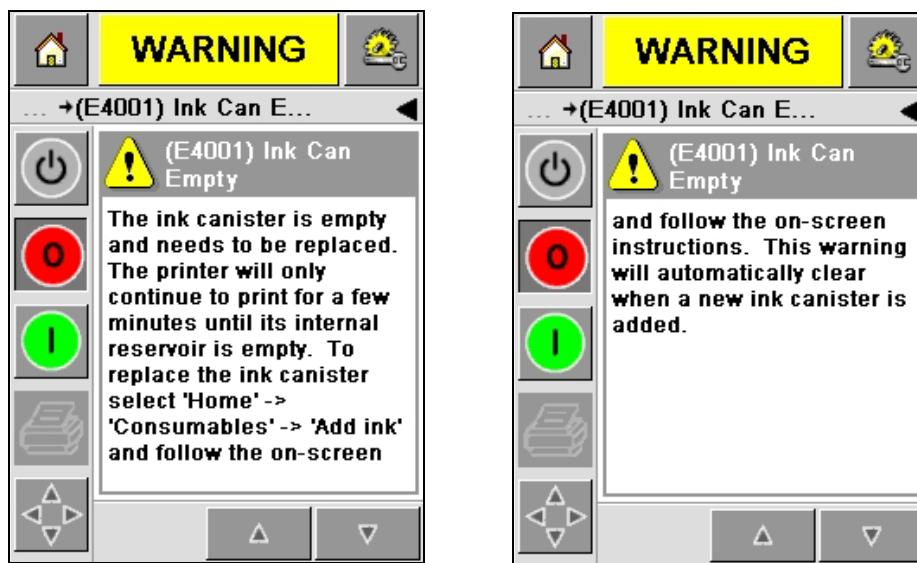 WARNING
... →(E4001) Ink Can E...
(E4001) Ink Can
Empty
The ink canister is empty
and needs to be replaced.
The printer will only
continue to print for a few
minutes until its internal
reservoir is empty.  To
replace the ink canister
select 'Home' ->
'Consumables' -> 'Add ink'
and follow the on-screen
WARNING
... →(E4001) Ink Can E...
(E4001) Ink Can
Empty
and follow the on-screen
instructions.  This warning
will automatically clear
when a new ink canister is
added.